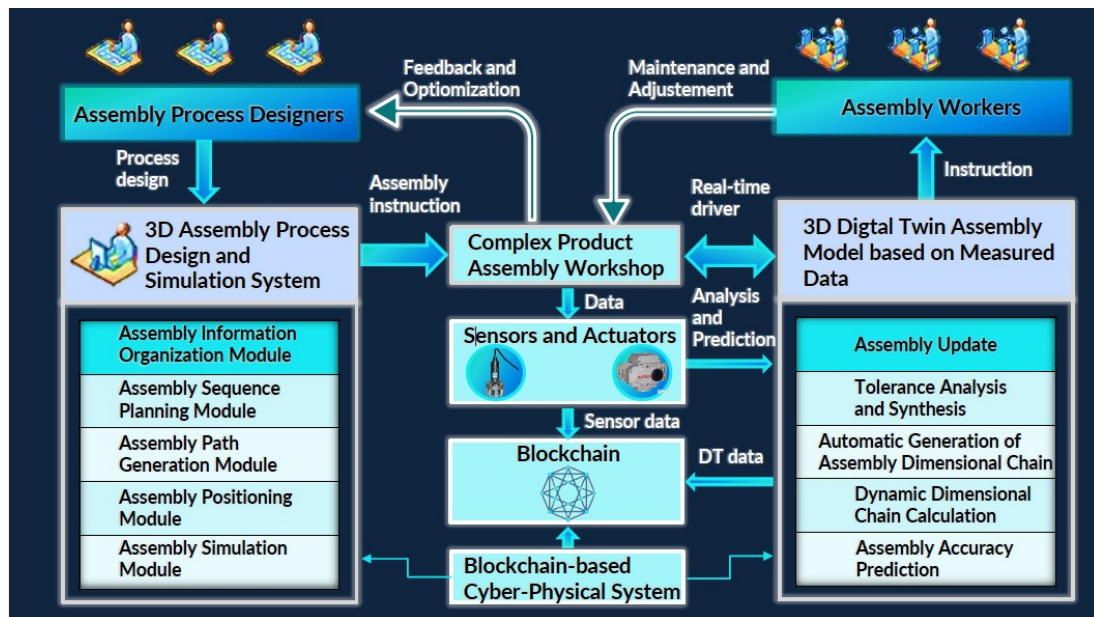 Feedback and
Optiomization
Maintenance and
Adjustement
Assembly Process Designers
Assembly Workers
Process
design
Assembly
instnuction
Real-time
driver
Instruction
3D Assembly Process
Design and
Simulation System
Complex Product
Assembly Workshop
3D Digtal Twin Assembly
Model based on Measured
Data
Data
Analysis
and
Prediction
Assembly Information
Organization Module
Assembly Sequence
Planning Module
Assembly Path
Generation Module
Assembly Positioning
Module
Assembly Simulation
Module
Sensors and Actuators
Sensor data
Blockchain
DT data
Blockchain-based
Cyber-Physical System
Assembly Update
Tolerance Analysis
and Synthesis
Automatic Generation of
Assembly Dimensional Chain
Dynamic Dimensional
Chain Calculation
Assembly Accuracy
Prediction